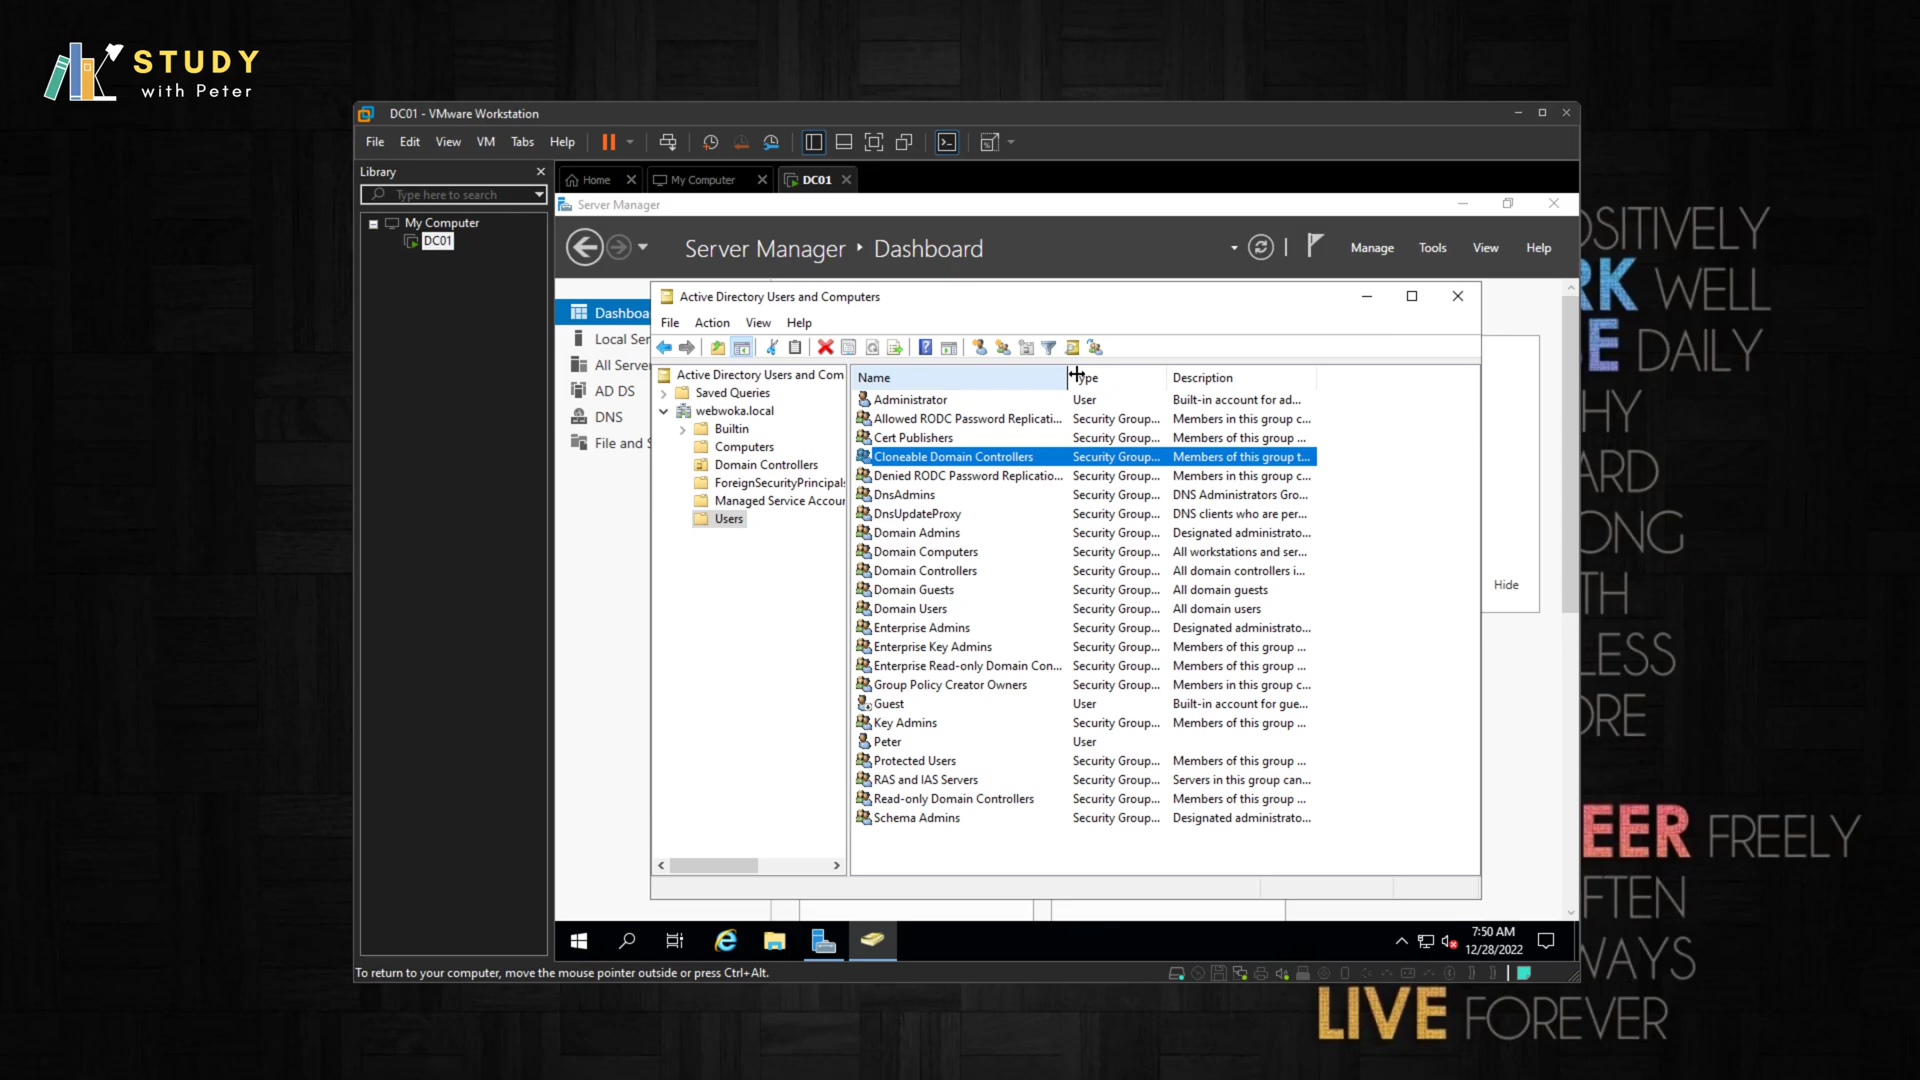 STUDY
with Peter
DC01 - VMware Workstation
File Edit View VM Tabs Help
Library
Type here to search
My Computer
DC01
Home
My Computer
DC01
Server Manager
Server Manager Dashboard
Manage Tools View Help
Dashboa
Local Ser
All Server
AD DS
DNS
File and S
Hide
Active Directory Users and Computers
File Action View Help
Active Directory Users and Com
Saved Queries
webwoka.local
Builtin
Computers
Domain Controllers
ForeignSecurityPrincipals
Managed Service Accour
Users
Name Type Description
Administrator User Built-in account for ad...
Allowed RODC Password Replicati... Security Group... Members in this group c...
Cert Publishers Security Group... Members of this group ...
Cloneable Domain Controllers Security Group... Members of this group t...
Denied RODC Password Replicatio... Security Group... Members in this group c...
DnsAdmins Security Group... DNS Administrators Gro...
DnsUpdateProxy Security Group... DNS clients who are per...
Domain Admins Security Group... Designated administrato...
Domain Computers Security Group... All workstations and ser...
Domain Controllers Security Group... All domain controllers i...
Domain Guests Security Group... All domain guests
Domain Users Security Group... All domain users
Enterprise Admins Security Group... Designated administrato...
Enterprise Key Admins Security Group... Members of this group ...
Enterprise Read-only Domain Con... Security Group... Members of this group ...
Group Policy Creator Owners Security Group... Members in this group c...
Guest User Built-in account for gue...
Key Admins Security Group... Members of this group ...
Peter User
Protected Users Security Group... Members of this group ...
RAS and IAS Servers Security Group... Servers in this group can...
Read-only Domain Controllers Security Group... Members of this group ...
Schema Admins Security Group... Designated administrato...
7:50 AM
12/28/2022
To return to your computer, move the mouse pointer outside or press Ctrl+Alt.
OSITIVELY
RK WELL
E DAILY
HY
ARD
ONG
TH
LESS
ORE
EER FREELY
FTEN
WAYS
LIVE FOREVER